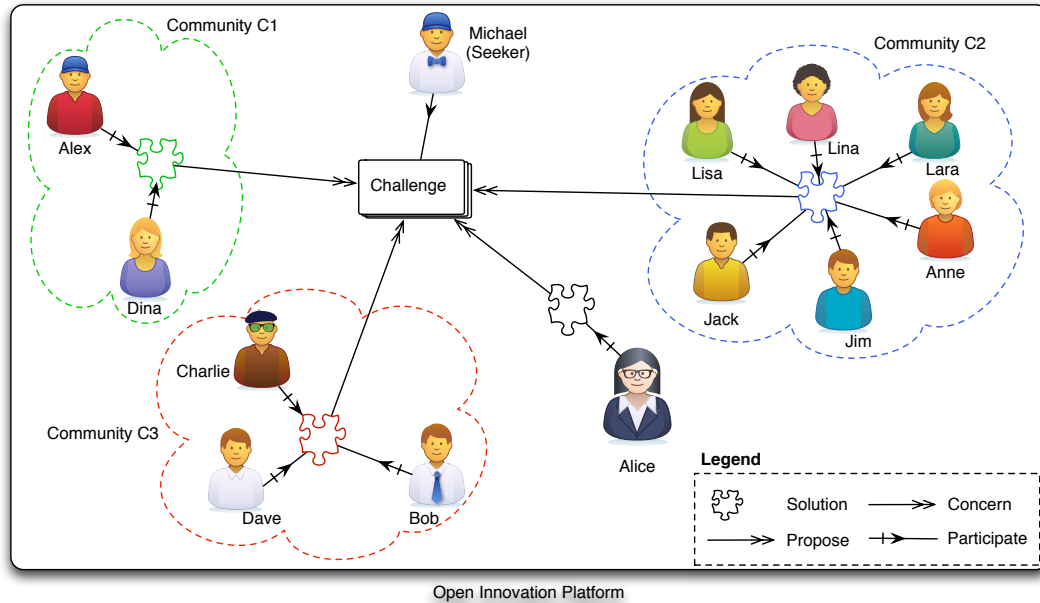 Community C1
Michael
(Seeker)
Community C2
Alex
Lina
Lisa
Lara
Challenge
Anne
Dina
Jack
Jim
Charlie
Community C3
Alice
Dave
Bob
Legend
Solution
Concern
Propose
Participate
Open Innovation Platform